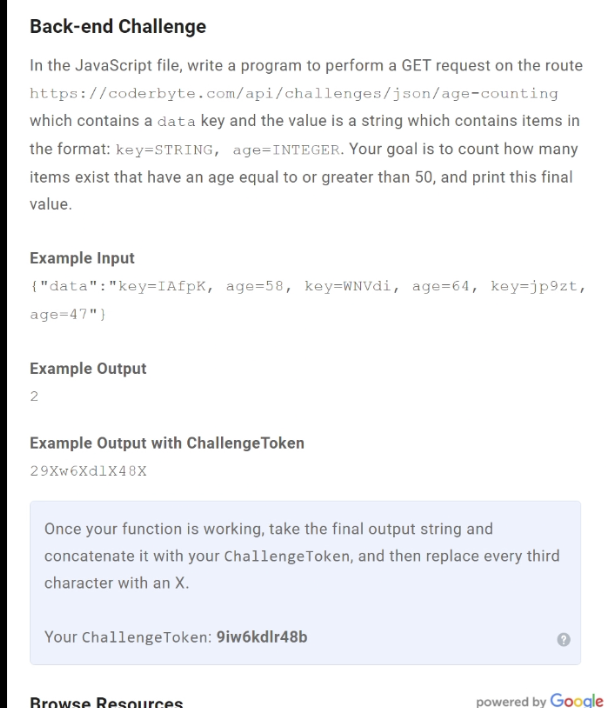 Back-end Challenge
In the JavaScript file, write a program to perform a GET request on the route
https://coderbyte.com/api/challenges/json/age-counting
which contains a data key and the value is a string which contains items in
the format: key=STRING, age=INTEGER. Your goal is to count how many
items exist that have an age equal to or greater than 50, and print this final
value.
Example Input
{"data":"key=IAfpK, age=58, key=WNVdi, age=64, key=jp9zt,
age=47"}
Example Output
2
Example Output with ChallengeToken
29Xw6XdlX48X
Once your function is working, take the final output string and
concatenate it with your ChallengeToken, and then replace every third
character with an X.
Your ChallengeToken: 9iw6kdlr48b
?
Browse Resources
powered by Google